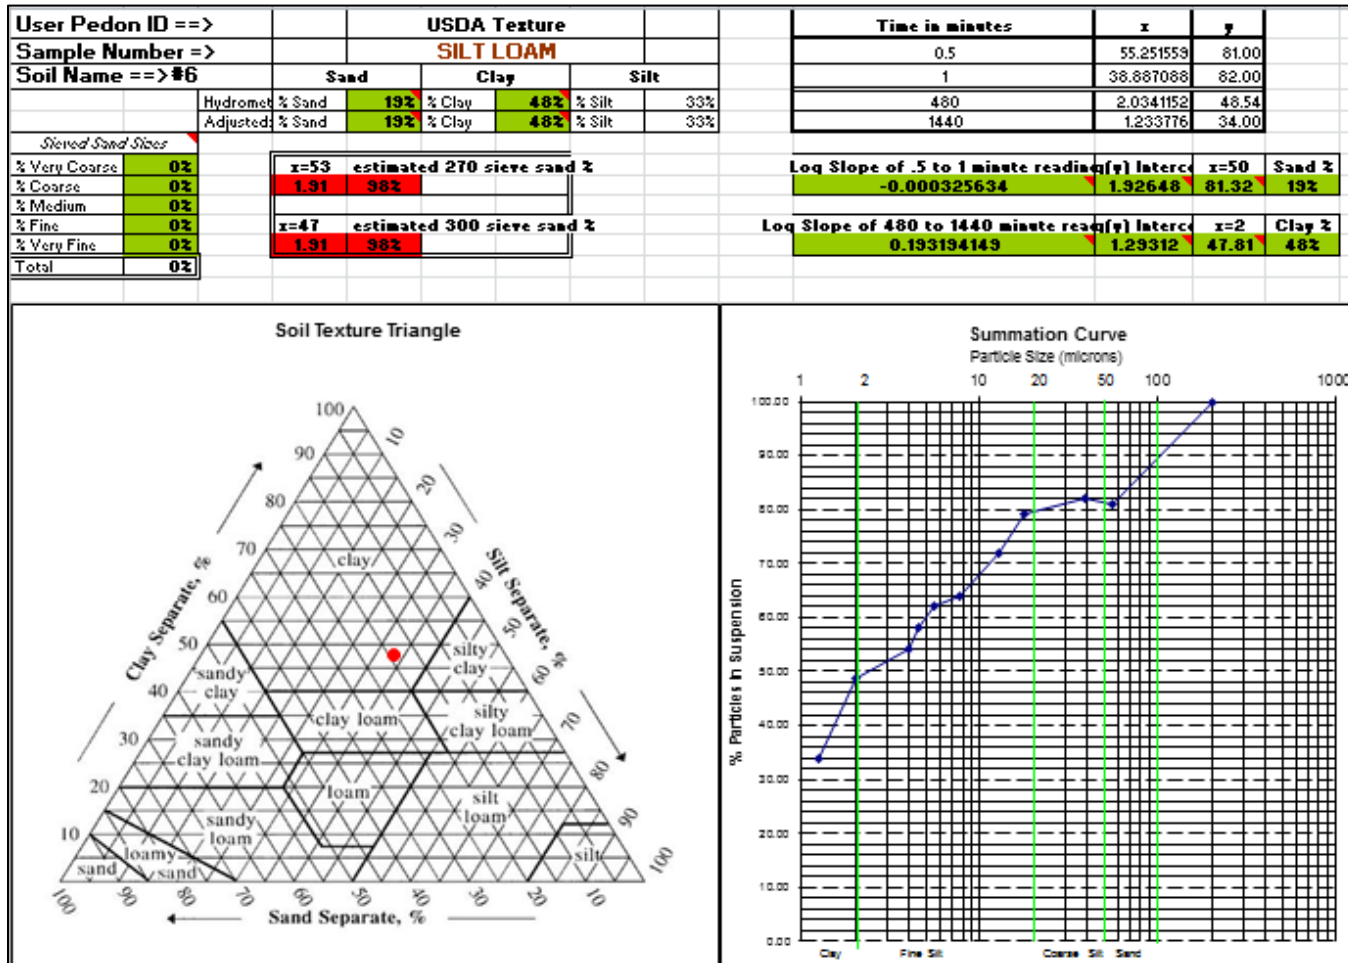 User Pedon ID ==> USDA Texture
Sample Number => SILT LOAM
Soil Name ==>#6 Sand Clay Silt
Hydromet % Sand 19% % Clay 48% % Silt 33%
Adjusted: % Sand 19% % Clay 48% % Silt 33%
Sieved Sand Sizes
% Very Coarse 0%
% Coarse 0%
% Medium 0%
% Fine 0%
% Very Fine 0%
Total 0%
x=53 estimated 270 sieve sand %
1.91 98%
x=47 estimated 300 sieve sand %
1.91 98%
Time in minutes x y
0.5 55.251559 81.00
1 38.887088 82.00
480 2.0341152 48.54
1440 1.233776 34.00
Log Slope of .5 to 1 minute reading (y) Interce x=50 Sand %
-0.000325634 1.92648 81.32 19%
Log Slope of 480 to 1440 minute read (y) Interce x=2 Clay %
0.193194149 1.29312 47.81 48%
Soil Texture Triangle
100
90
80
70
60
50
40
30
20
10
Clay Separate, %
10
20
30
40
50
60
70
80
90
100
Silt Separate, %
clay
silty
clay
sandy
clay
clay loam
silty
clay loam
sandy
clay loam
loam
silt
loam
sandy
loam
loamy
sand
sand
silt
100 90 80 70 60 50 40 30 20 10
Sand Separate, %
Summation Curve
Particle Size (microns)
1 2 10 20 50 100 1000
100.00
90.00
80.00
70.00
60.00
50.00
40.00
30.00
20.00
10.00
0.00
% Particles In Suspension
Clay Fine Silt Coarse Silt Sand